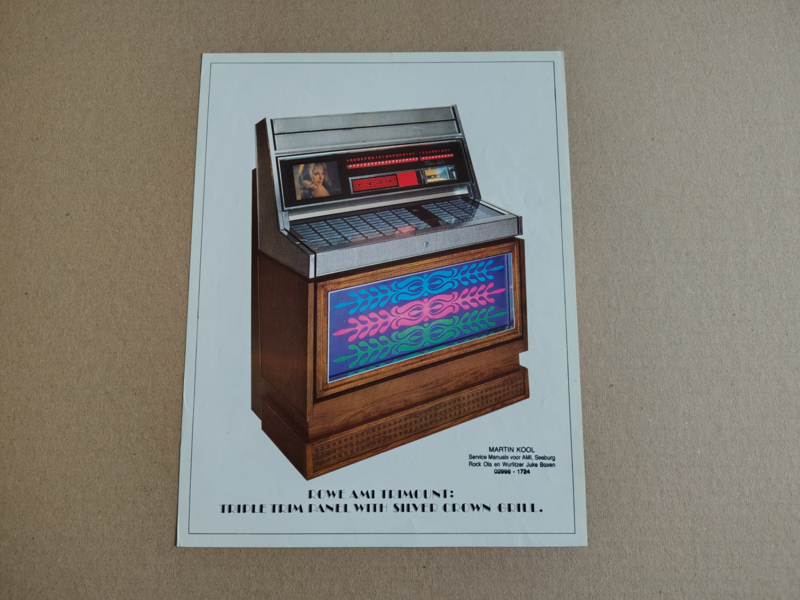 MARTIN KOOL
Service Manuals voor AMI, Seeburg
Rock Ola en Wurlitzer Juke Boxen
02998 - 1724
ROWE AMI TRIMOUNT:
TRIPLE TRIM PANEL WITH SILVER CROWN GRILL.